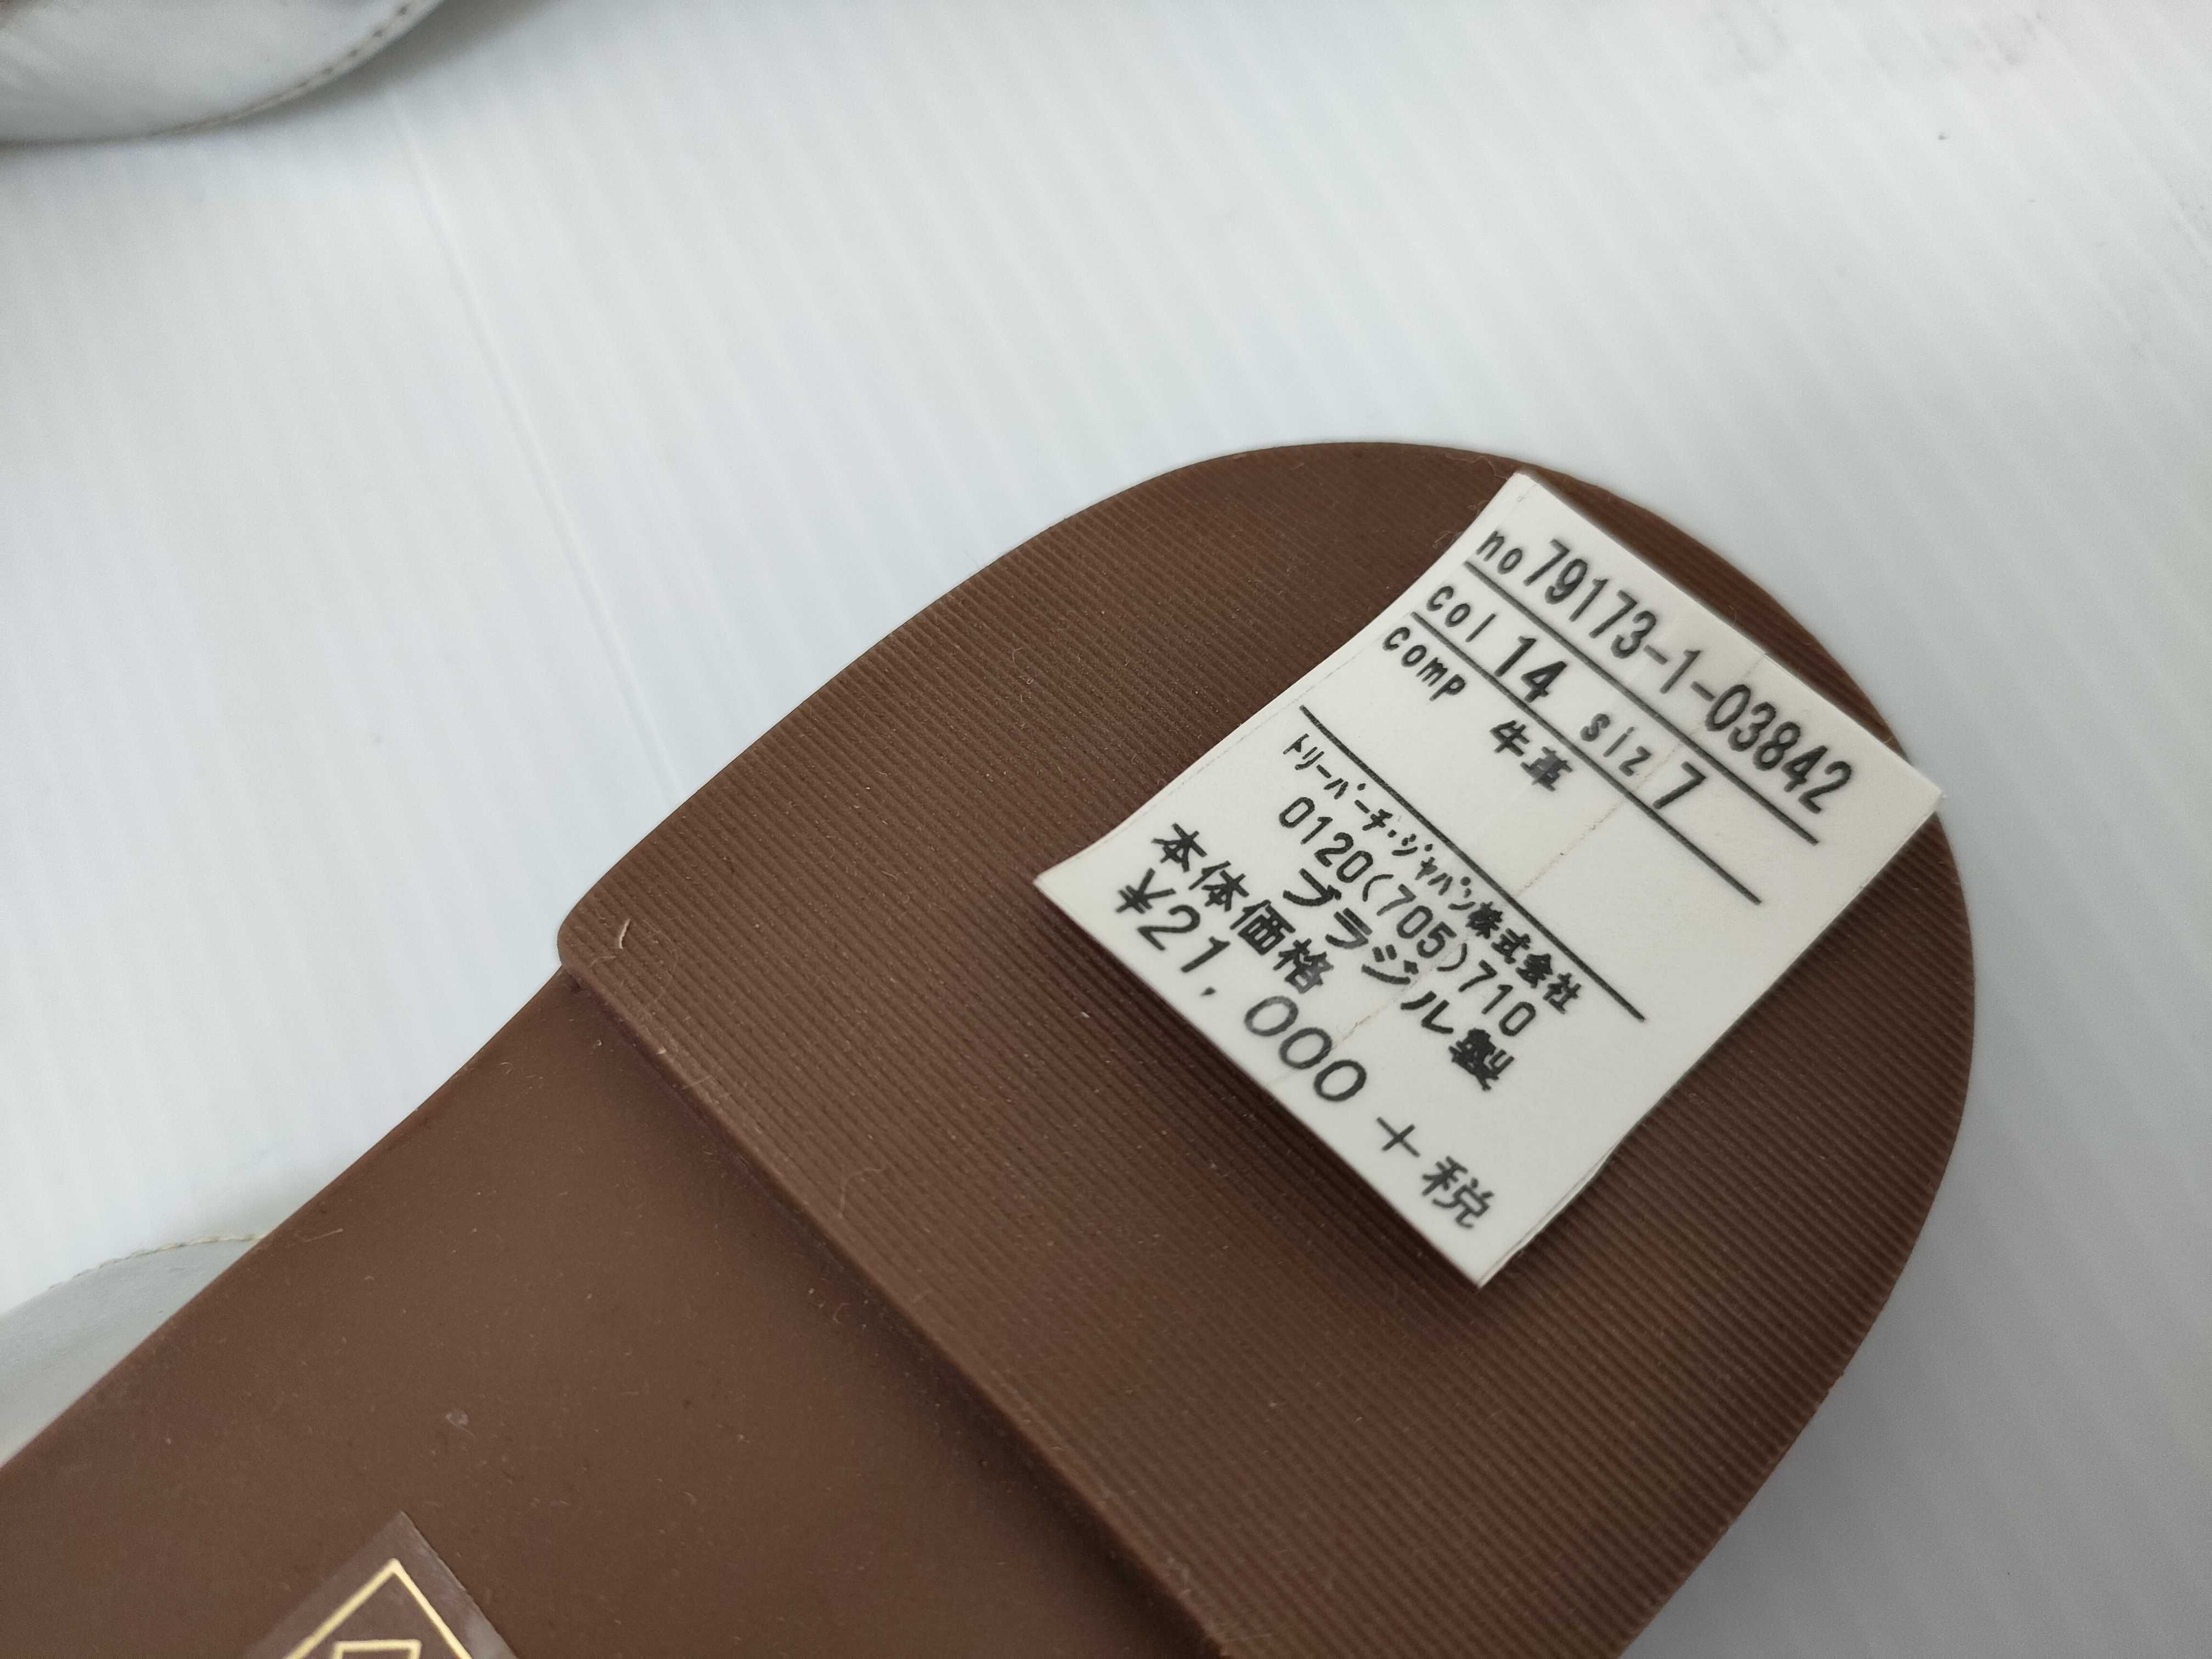 no 79173-1-03842
col 14 siz 7
comp 牛革
ﾄﾘｰﾊﾞｰﾁ･ｼﾞｬﾊﾟﾝ株式会社
0120(705)710
ブラジル製
本体価格
¥21,000 +税